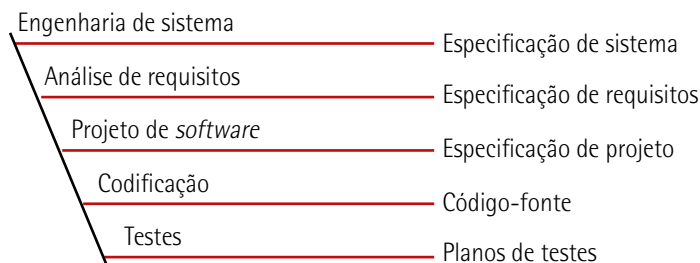 Engenharia de sistema
Especificação de sistema
Análise de requisitos
Especificação de requisitos
Projeto de software
Especificação de projeto
Codificação
Código-fonte
Testes
Planos de testes